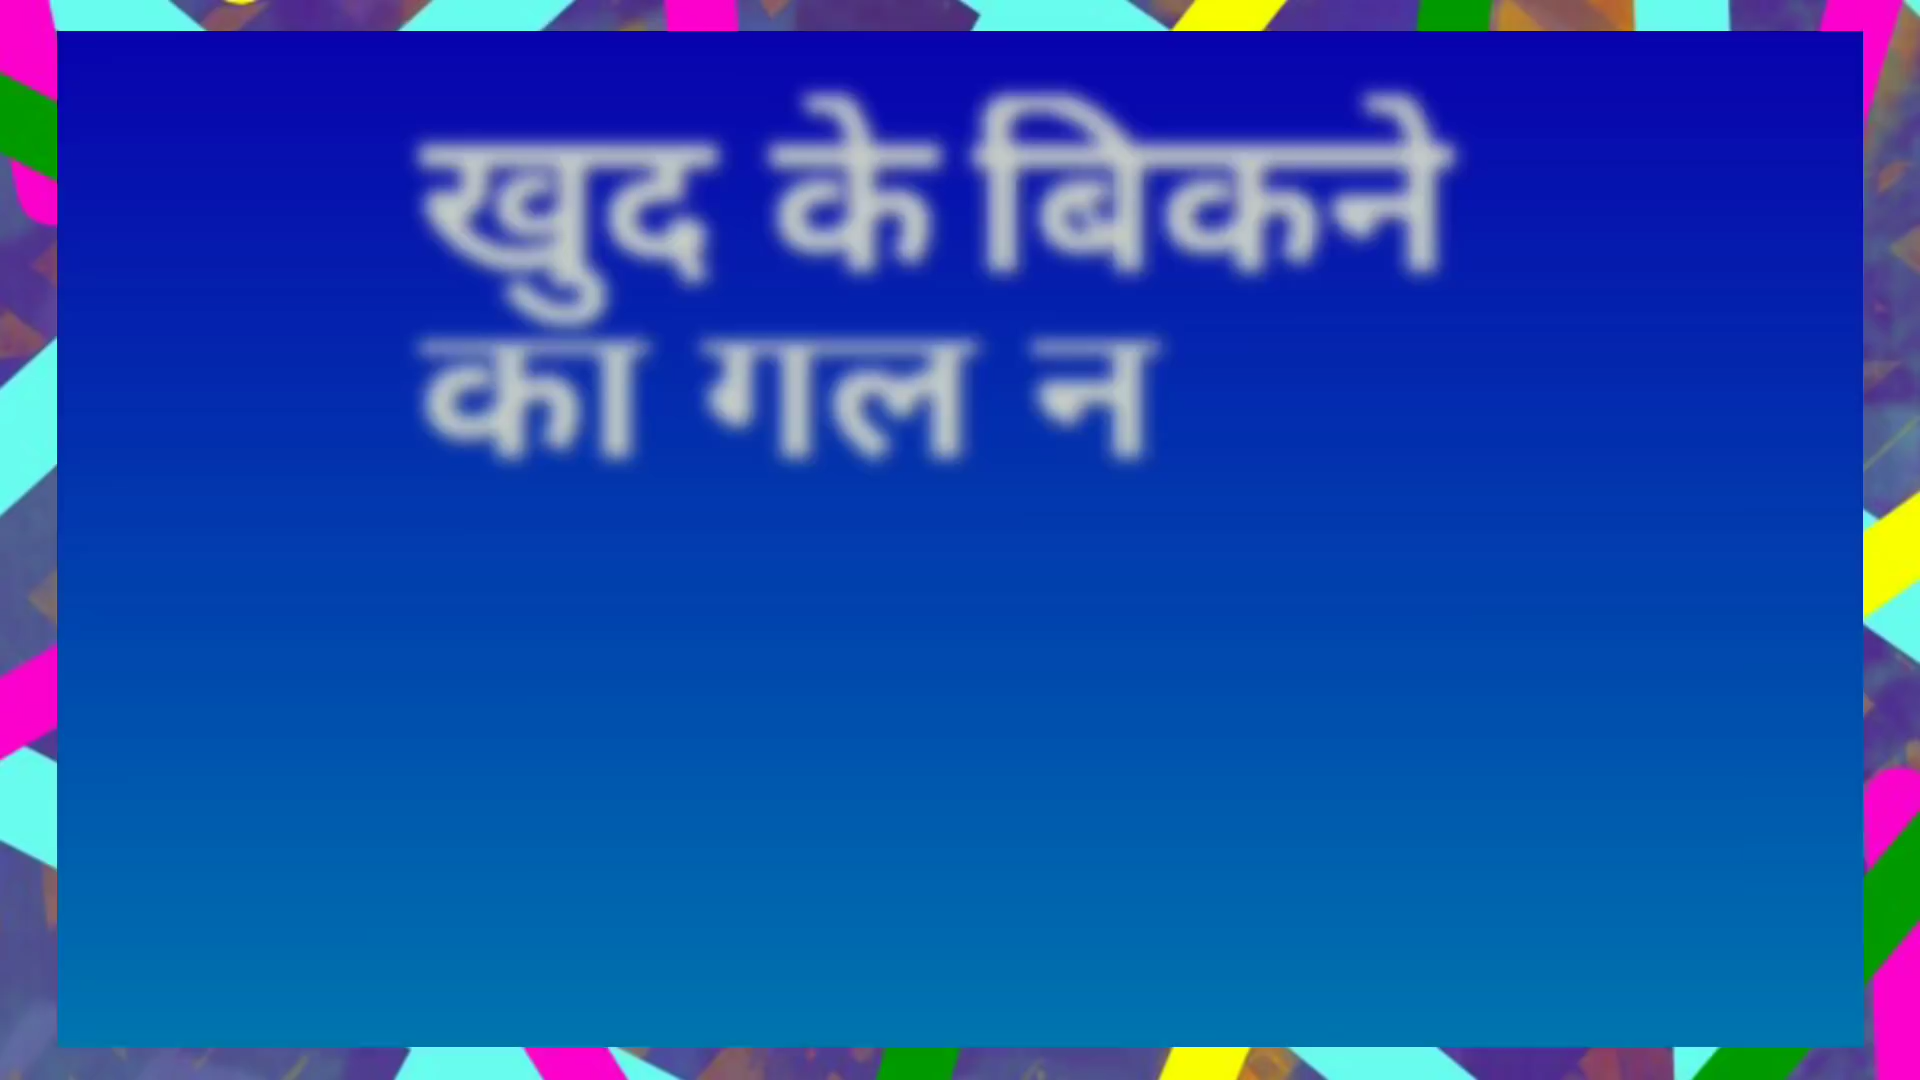 खुद के बिकने
का गल न